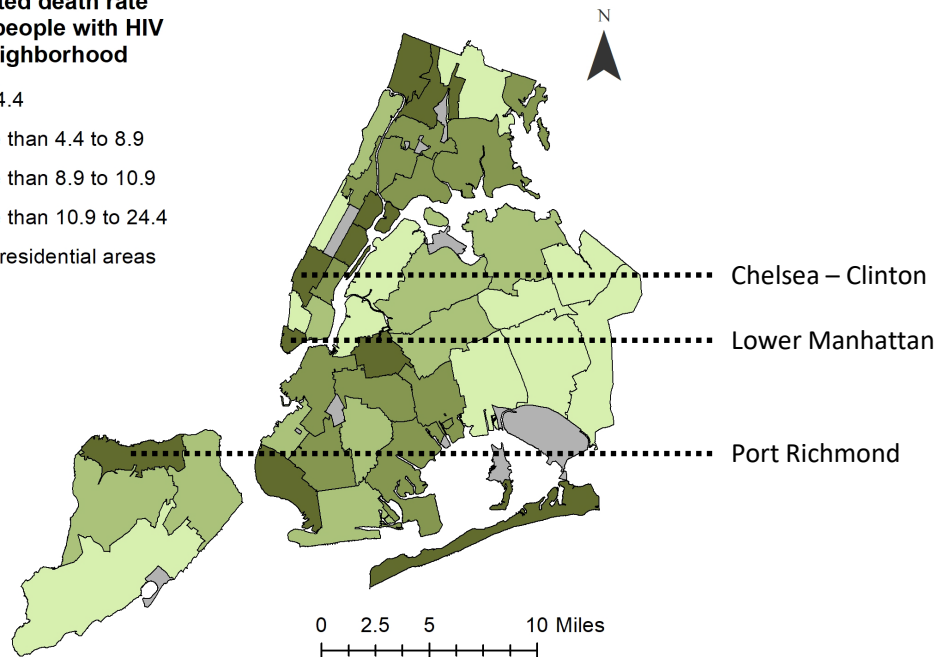 ted death rate
people with HIV
ighborhood
4.4
than 4.4 to 8.9
than 8.9 to 10.9
than 10.9 to 24.4
residential areas
N
Chelsea – Clinton
Lower Manhattan
Port Richmond
0 2.5 5 10 Miles